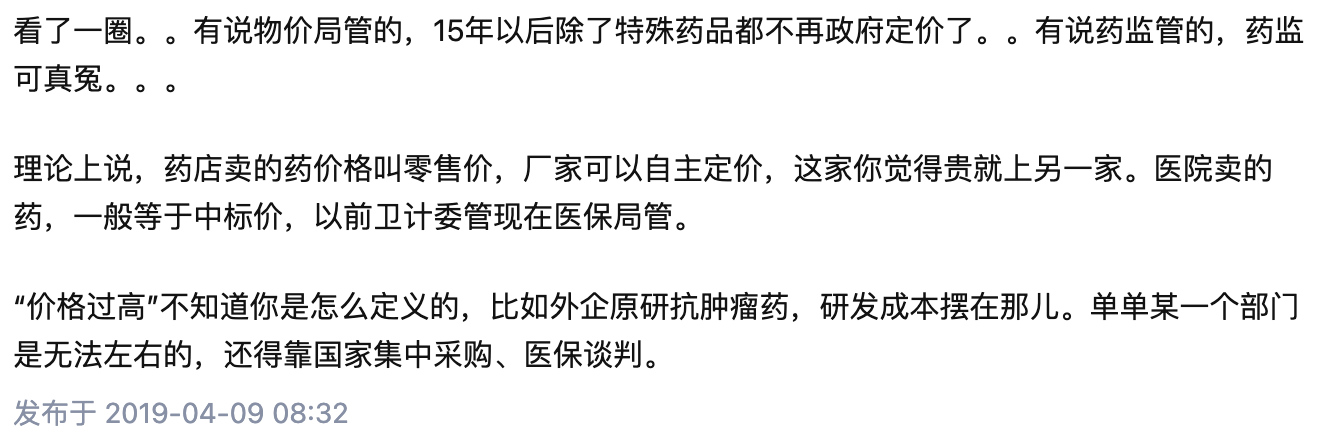 看了一圈。。有说物价局管的，15年以后除了特殊药品都不再政府定价了。。有说药监管的，药监
可真冤。。。
理论上说，药店卖的药价格叫零售价，厂家可以自主定价，这家你觉得贵就上另一家。医院卖的
药，一般等于中标价，以前卫计委管现在医保局管。
“价格过高”不知道你是怎么定义的，比如外企原研抗肿瘤药，研发成本摆在那儿。单单某一个部门
是无法左右的，还得靠国家集中采购、医保谈判。
发布于 2019-04-09 08:32